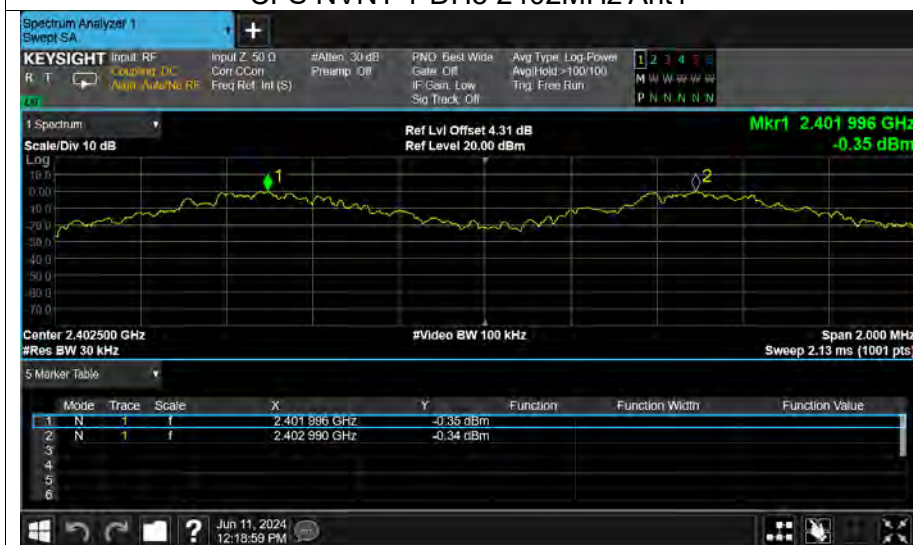 Spectrum Analyzer 1
Swept SA
+
KEYSIGHT Input: RF Input Z: 50 Ω #Atten: 30 dB PNO: Best Wide Avg Type: Log-Power 1 2 3 4 5 6
R T Coupling: DC Corr CCorr Preamp: Off Gate: Off Avg|Hold: >100/100 M W W W W W
Align: Auto/No RF Freq Ref: Int (S) IF Gain: Low Trig: Free Run
Sig Track: Off P N N N N N
1 Spectrum Ref Lvl Offset 4.31 dB Mkr1 2.401 996 GHz
Scale/Div 10 dB Ref Level 20.00 dBm -0.35 dBm
Log
10.0
0.00
-10.0
-20.0
-30.0
-40.0
-50.0
-60.0
-70.0
1
2
Center 2.402500 GHz #Video BW 100 kHz Span 2.000 MHz
#Res BW 30 kHz Sweep 2.13 ms (1001 pts)
5 Marker Table
Mode Trace Scale X Y Function Function Width Function Value
1 N 1 f 2.401 996 GHz -0.35 dBm
2 N 1 f 2.402 990 GHz -0.34 dBm
3
4
5
6
? Jun 11, 2024
12:18:59 PM